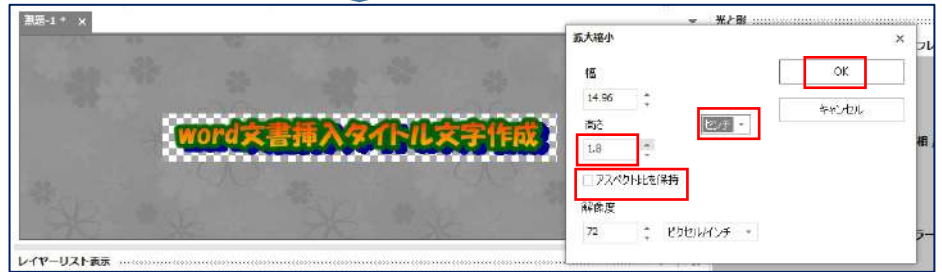 無題-1 * ×
光と影
拡大縮小 ×
フレ
幅
14.96
OK
キャンセル
高さ
センチ
1.8
アスペクト比を保持
解像度
72 ピクセル/インチ
word文書挿入タイトル文字作成
レイヤーリスト表示